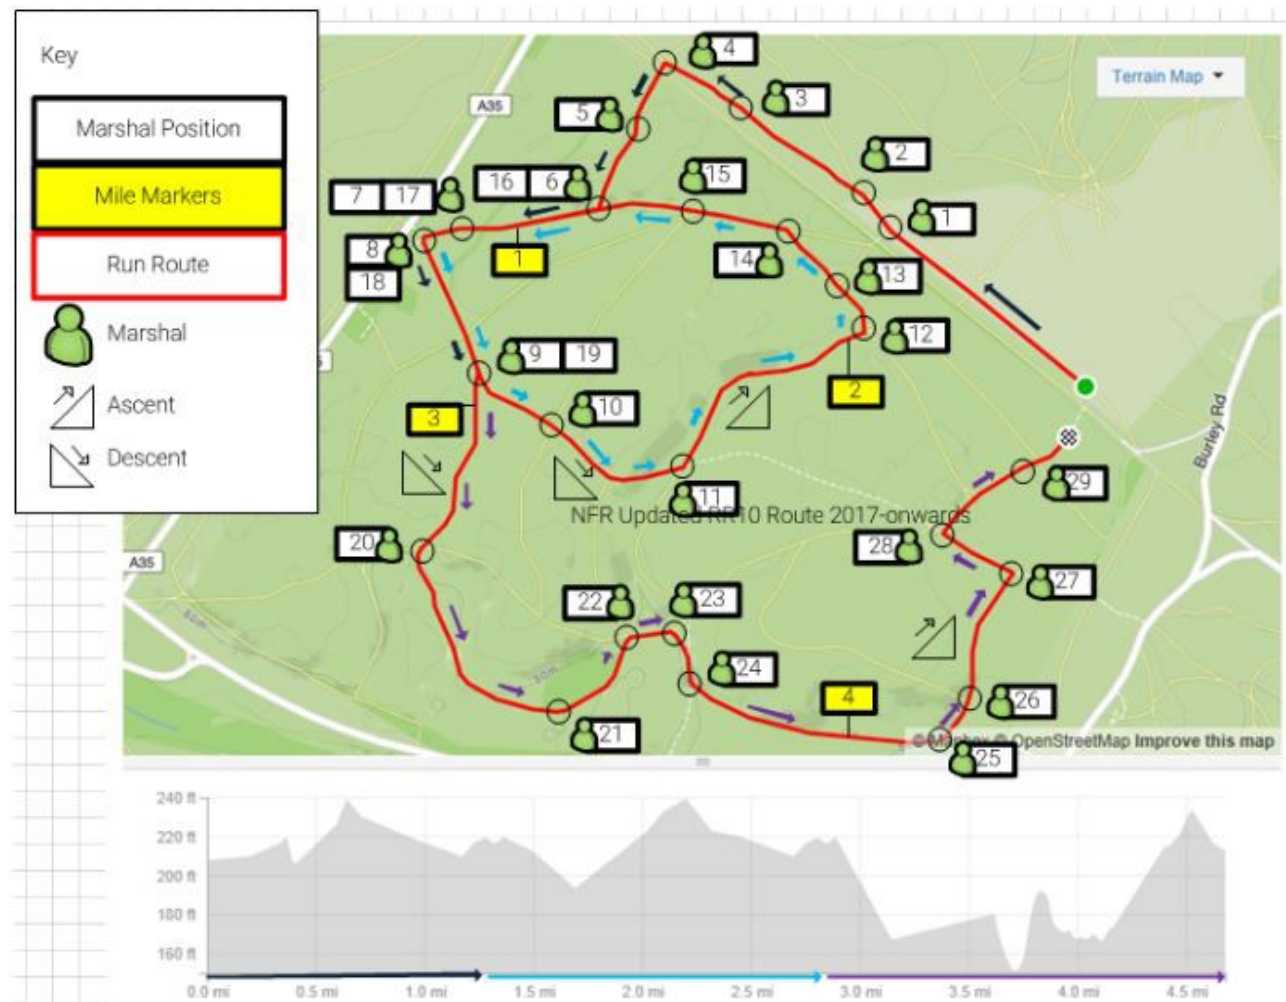 Key
Marshal Position
Mile Markers
Run Route
Marshal
Ascent
Descent
Terrain Map
A35
4
3
5
2
15
16 6
7 17
1
8
14
13
18
1
12
9 19
2
10
3
Burley Rd
11
29
NFR Updated RR10 Route 2017-onwards
20
28
A35
27
22
23
50m
24
50m
4
26
21
© Mapbox © OpenStreetMap Improve this map
25
240 ft
220 ft
200 ft
180 ft
160 ft
0.0 mi 0.5 mi 1.0 mi 1.5 mi 2.0 mi 2.5 mi 3.0 mi 3.5 mi 4.0 mi 4.5 mi